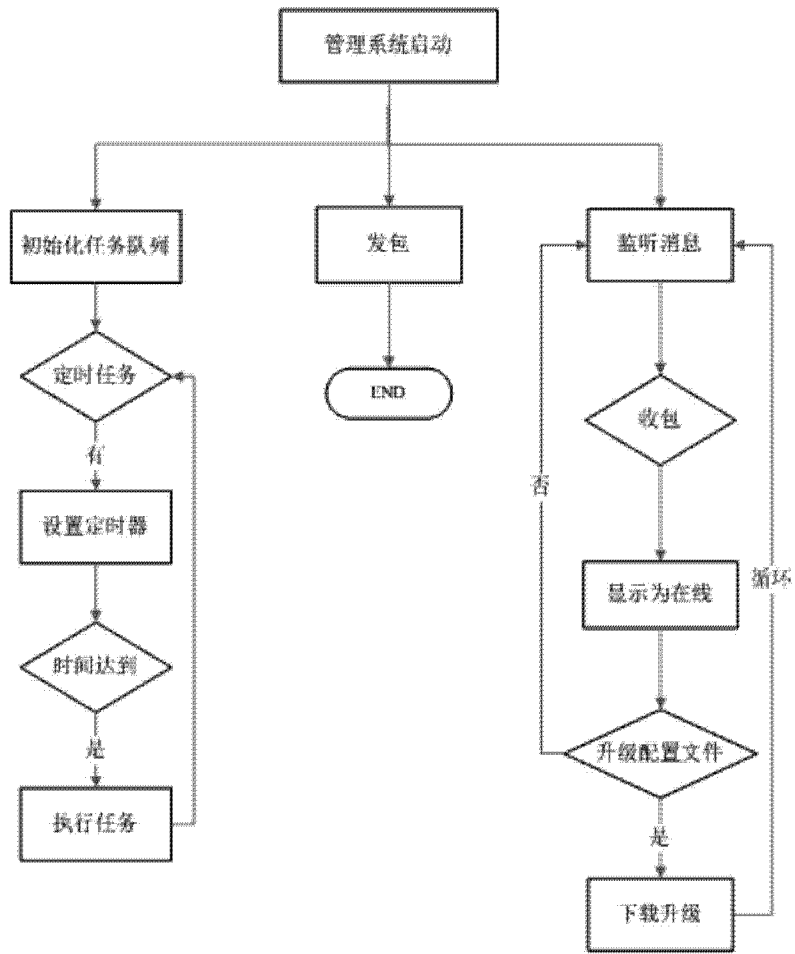 管理系统启动
初始化任务队列
发包
监听消息
定时任务
END
收包
有
否
设置定时器
显示为在线
循环
时间达到
升级配置文件
是
执行任务
是
下载升级